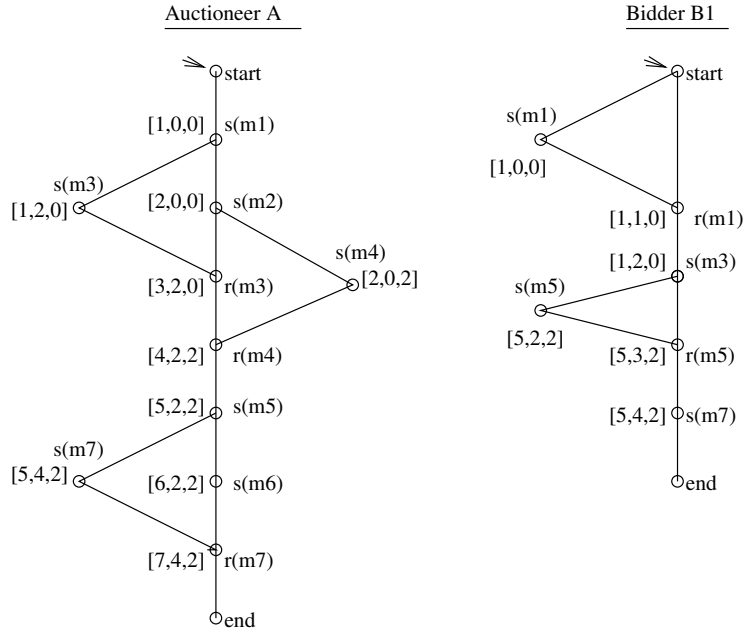 Auctioneer A
start
[1,0,0] s(m1)
s(m3)
[1,2,0]
[2,0,0] s(m2)
s(m4)
[2,0,2]
[3,2,0] r(m3)
[4,2,2] r(m4)
[5,2,2] s(m5)
s(m7)
[5,4,2]
[6,2,2] s(m6)
[7,4,2] r(m7)
end
Bidder B1
start
s(m1)
[1,0,0]
[1,1,0] r(m1)
[1,2,0] s(m3)
s(m5)
[5,2,2]
[5,3,2] r(m5)
[5,4,2] s(m7)
end